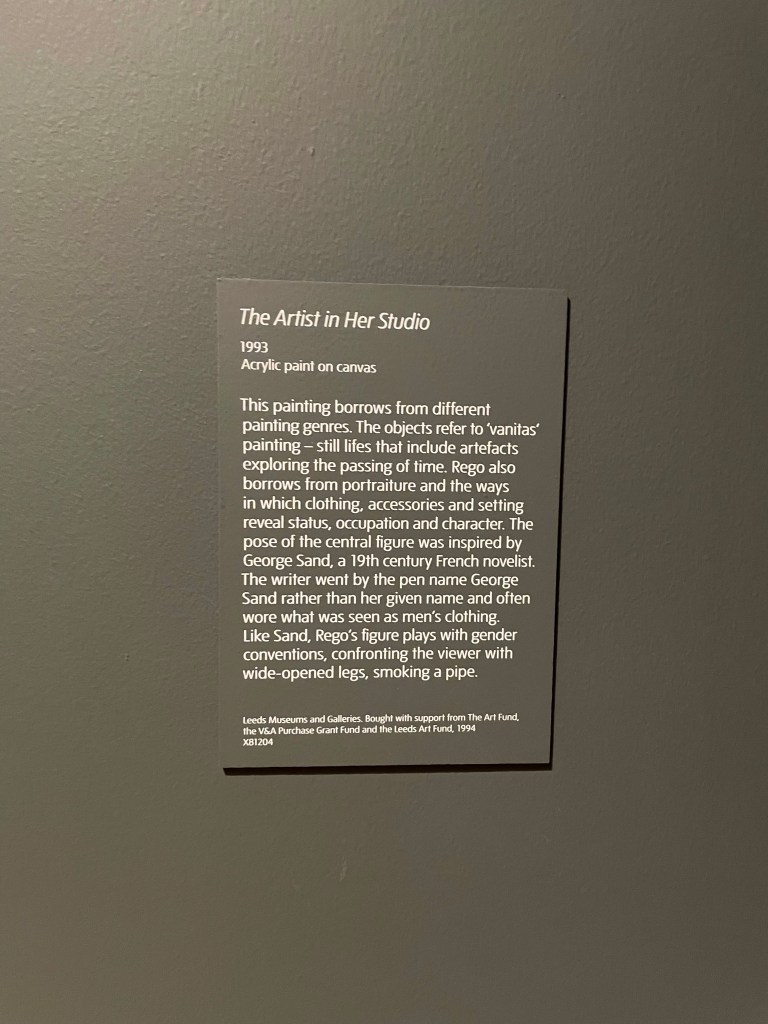 The Artist in Her Studio
1993
Acrylic paint on canvas
This painting borrows from different
painting genres. The objects refer to ‘vanitas’
painting – still lifes that include artefacts
exploring the passing of time. Rego also
borrows from portraiture and the ways
in which clothing, accessories and setting
reveal status, occupation and character. The
pose of the central figure was inspired by
George Sand, a 19th century French novelist.
The writer went by the pen name George
Sand rather than her given name and often
wore what was seen as men’s clothing.
Like Sand, Rego’s figure plays with gender
conventions, confronting the viewer with
wide-opened legs, smoking a pipe.
Leeds Museums and Galleries. Bought with support from The Art Fund,
the V&A Purchase Grant Fund and the Leeds Art Fund, 1994
X81204